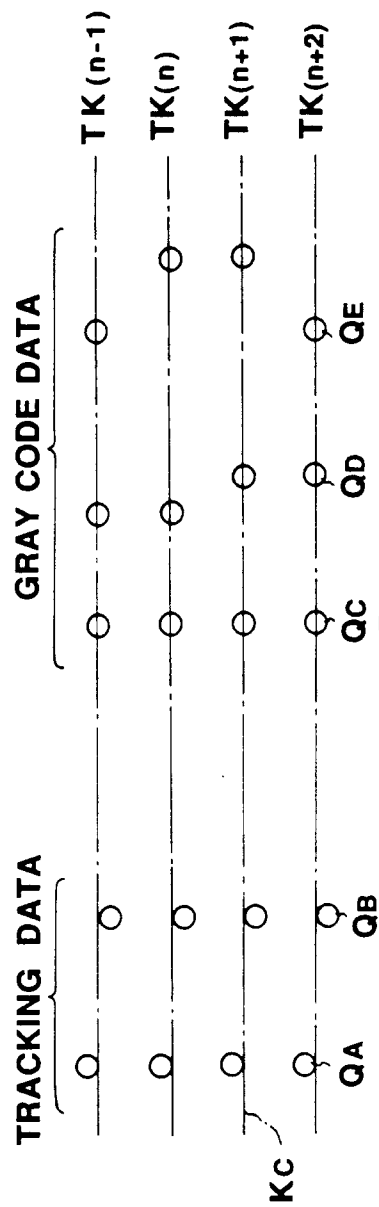 TRACKING DATA
GRAY CODE DATA
TK(n-1)
TK(n)
TK(n+1)
TK(n+2)
KC
QA
QB
QC
QD
QE